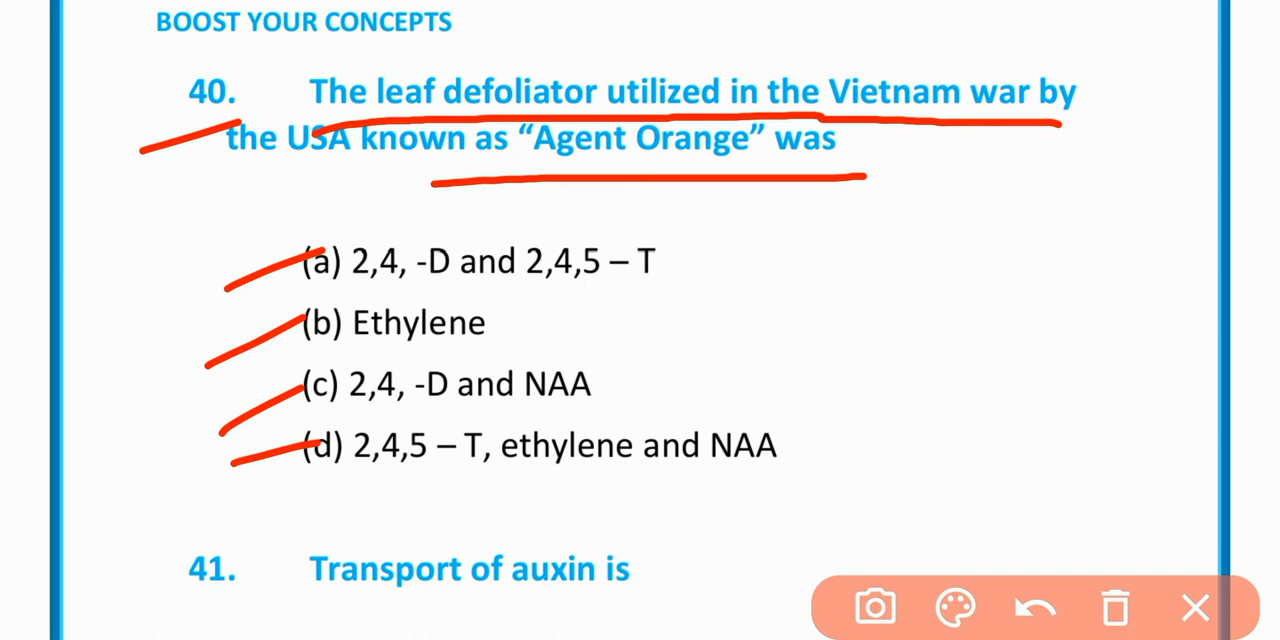 BOOST YOUR CONCEPTS
40. The leaf defoliator utilized in the Vietnam war by
the USA known as “Agent Orange” was
(a) 2,4, -D and 2,4,5 – T
(b) Ethylene
(c) 2,4, -D and NAA
(d) 2,4,5 – T, ethylene and NAA
41. Transport of auxin is